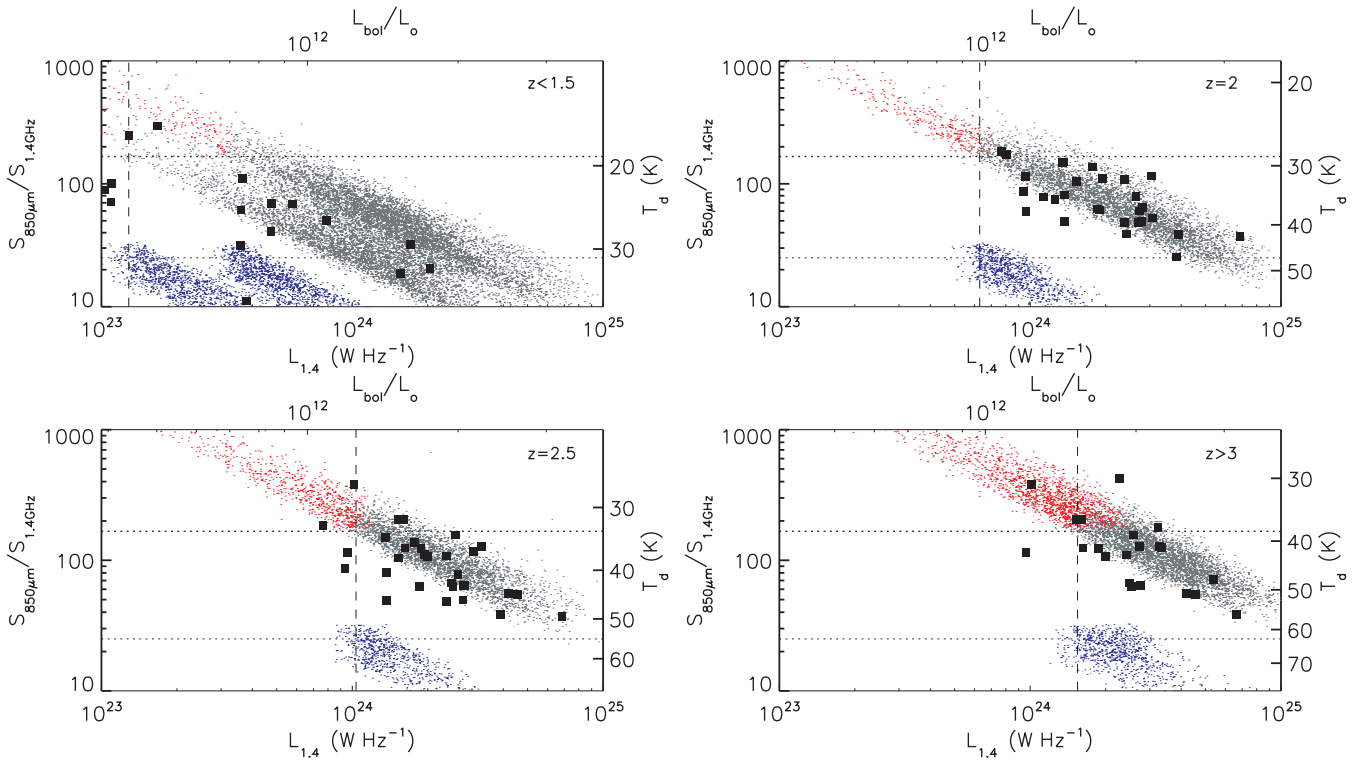 L_bol/L_o
10^12
1000
100
10
S_850μm/S_1.4GHz
z<1.5
20
30
T_d (K)
10^23
10^24
10^25
L_1.4 (W Hz^-1)
L_bol/L_o
10^12
1000
100
10
S_850μm/S_1.4GHz
z=2
20
30
40
50
T_d (K)
10^23
10^24
10^25
L_1.4 (W Hz^-1)
L_bol/L_o
10^12
1000
100
10
S_850μm/S_1.4GHz
z=2.5
30
40
50
60
T_d (K)
10^23
10^24
10^25
L_1.4 (W Hz^-1)
L_bol/L_o
10^12
1000
100
10
S_850μm/S_1.4GHz
z>3
30
40
50
60
70
T_d (K)
10^23
10^24
10^25
L_1.4 (W Hz^-1)